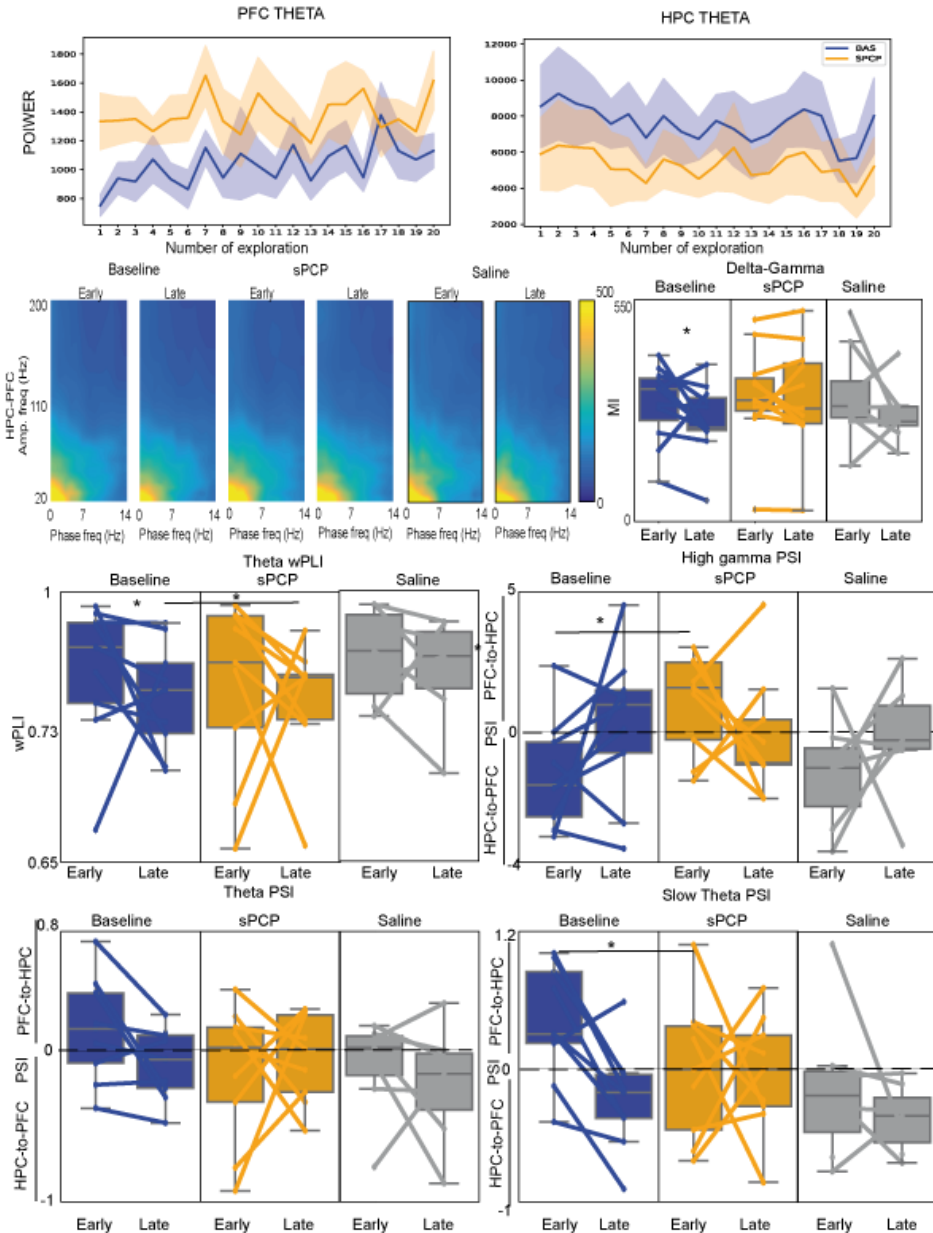 PFC THETA
HPC THETA
1800
1600
1400
1200
1000
800
POIWER
1 2 3 4 5 6 7 8 9 10 11 12 13 14 15 16 17 18 19 20
Number of exploration
12000
10000
8000
6000
4000
2000
BAS
SPCP
1 2 3 4 5 6 7 8 9 10 11 12 13 14 15 16 17 18 19 20
Number of exploration
Baseline sPCP Saline
Early Late Early Late Early Late
200
110
20
HPC-PFC
Amp. freq (Hz)
500
0
0 7 14 0 7 14 0 7 14
Phase freq (Hz) Phase freq (Hz) Phase freq (Hz) Phase freq (Hz) Phase freq (Hz) Phase freq (Hz)
Delta-Gamma
Baseline sPCP Saline
550
MI
0
*
Early Late Early Late Early Late
Theta wPLI
Baseline sPCP Saline
1
0.73
0.65
wPLI
* * *
Early Late Early Late Early Late
High gamma PSI
Baseline sPCP Saline
5
0
-4
HPC-to-PFC PSI PFC-to-HPC
*
Early Late Early Late Early Late
Theta PSI
Baseline sPCP Saline
0.8
0
-1
HPC-to-PFC PSI PFC-to-HPC
Early Late Early Late Early Late
Slow Theta PSI
Baseline sPCP Saline
1.2
0
-1
HPC-to-PFC PSI PFC-to-HPC
*
Early Late Early Late Early Late